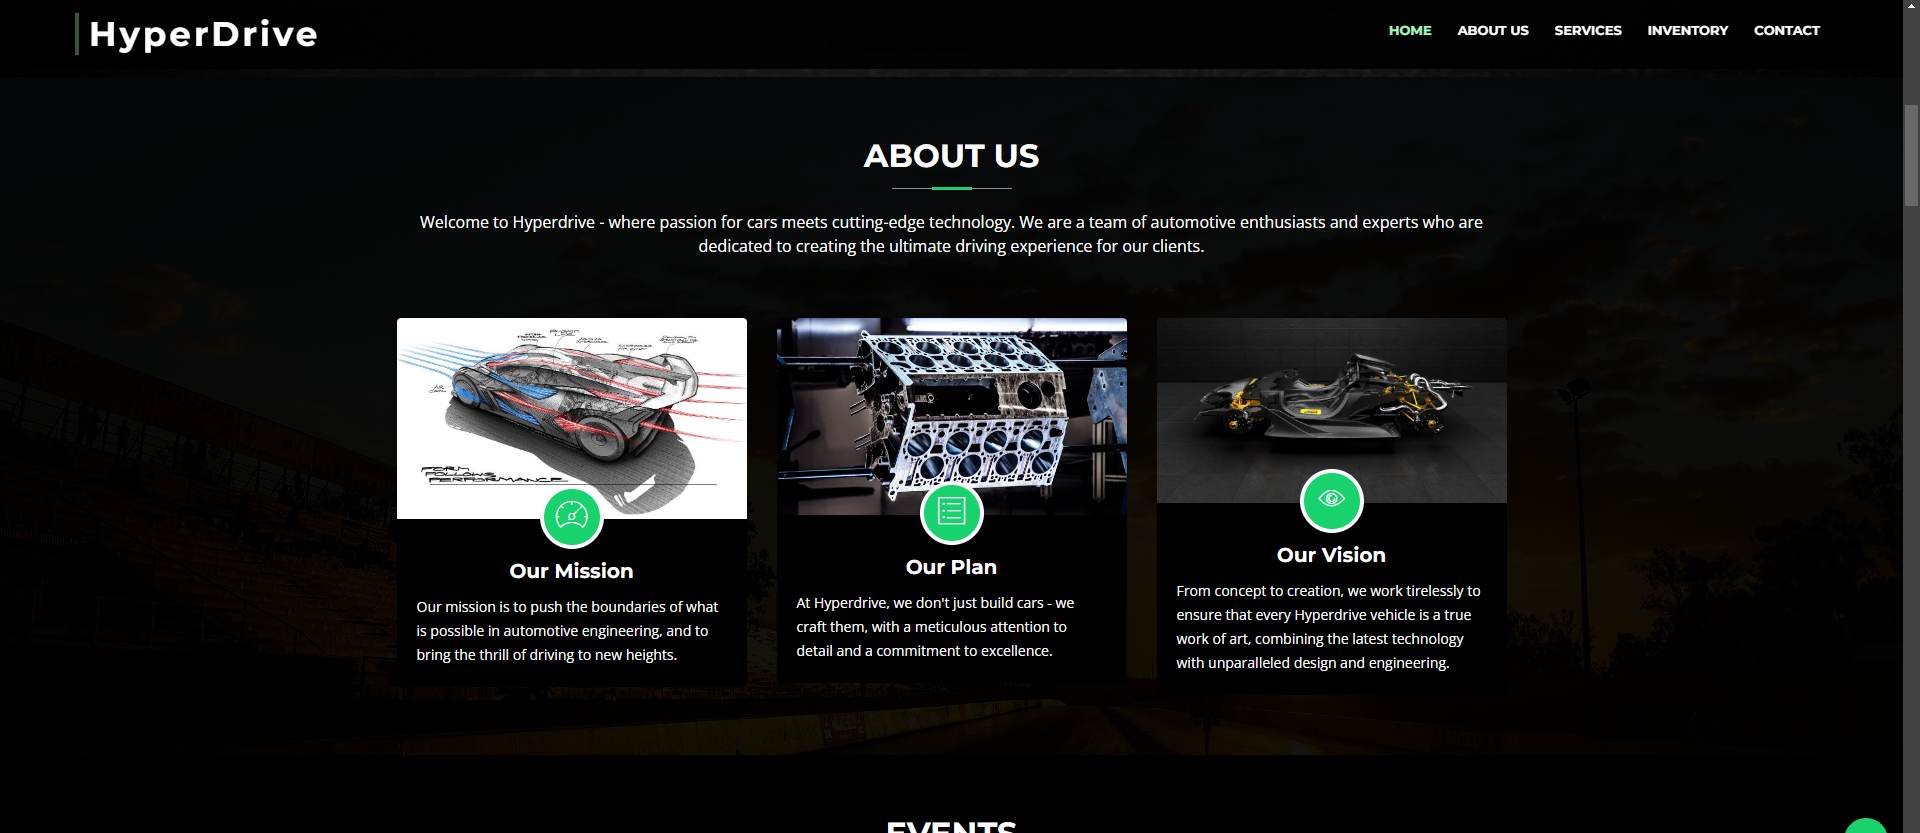 HyperDrive
HOME ABOUT US SERVICES INVENTORY CONTACT
ABOUT US
Welcome to Hyperdrive - where passion for cars meets cutting-edge technology. We are a team of automotive enthusiasts and experts who are
dedicated to creating the ultimate driving experience for our clients.
FORM
FOLLOWS
PERFORMANCE
Our Mission
Our mission is to push the boundaries of what
is possible in automotive engineering, and to
bring the thrill of driving to new heights.
Our Plan
At Hyperdrive, we don't just build cars - we
craft them, with a meticulous attention to
detail and a commitment to excellence.
Our Vision
From concept to creation, we work tirelessly to
ensure that every Hyperdrive vehicle is a true
work of art, combining the latest technology
with unparalleled design and engineering.
EVENTS